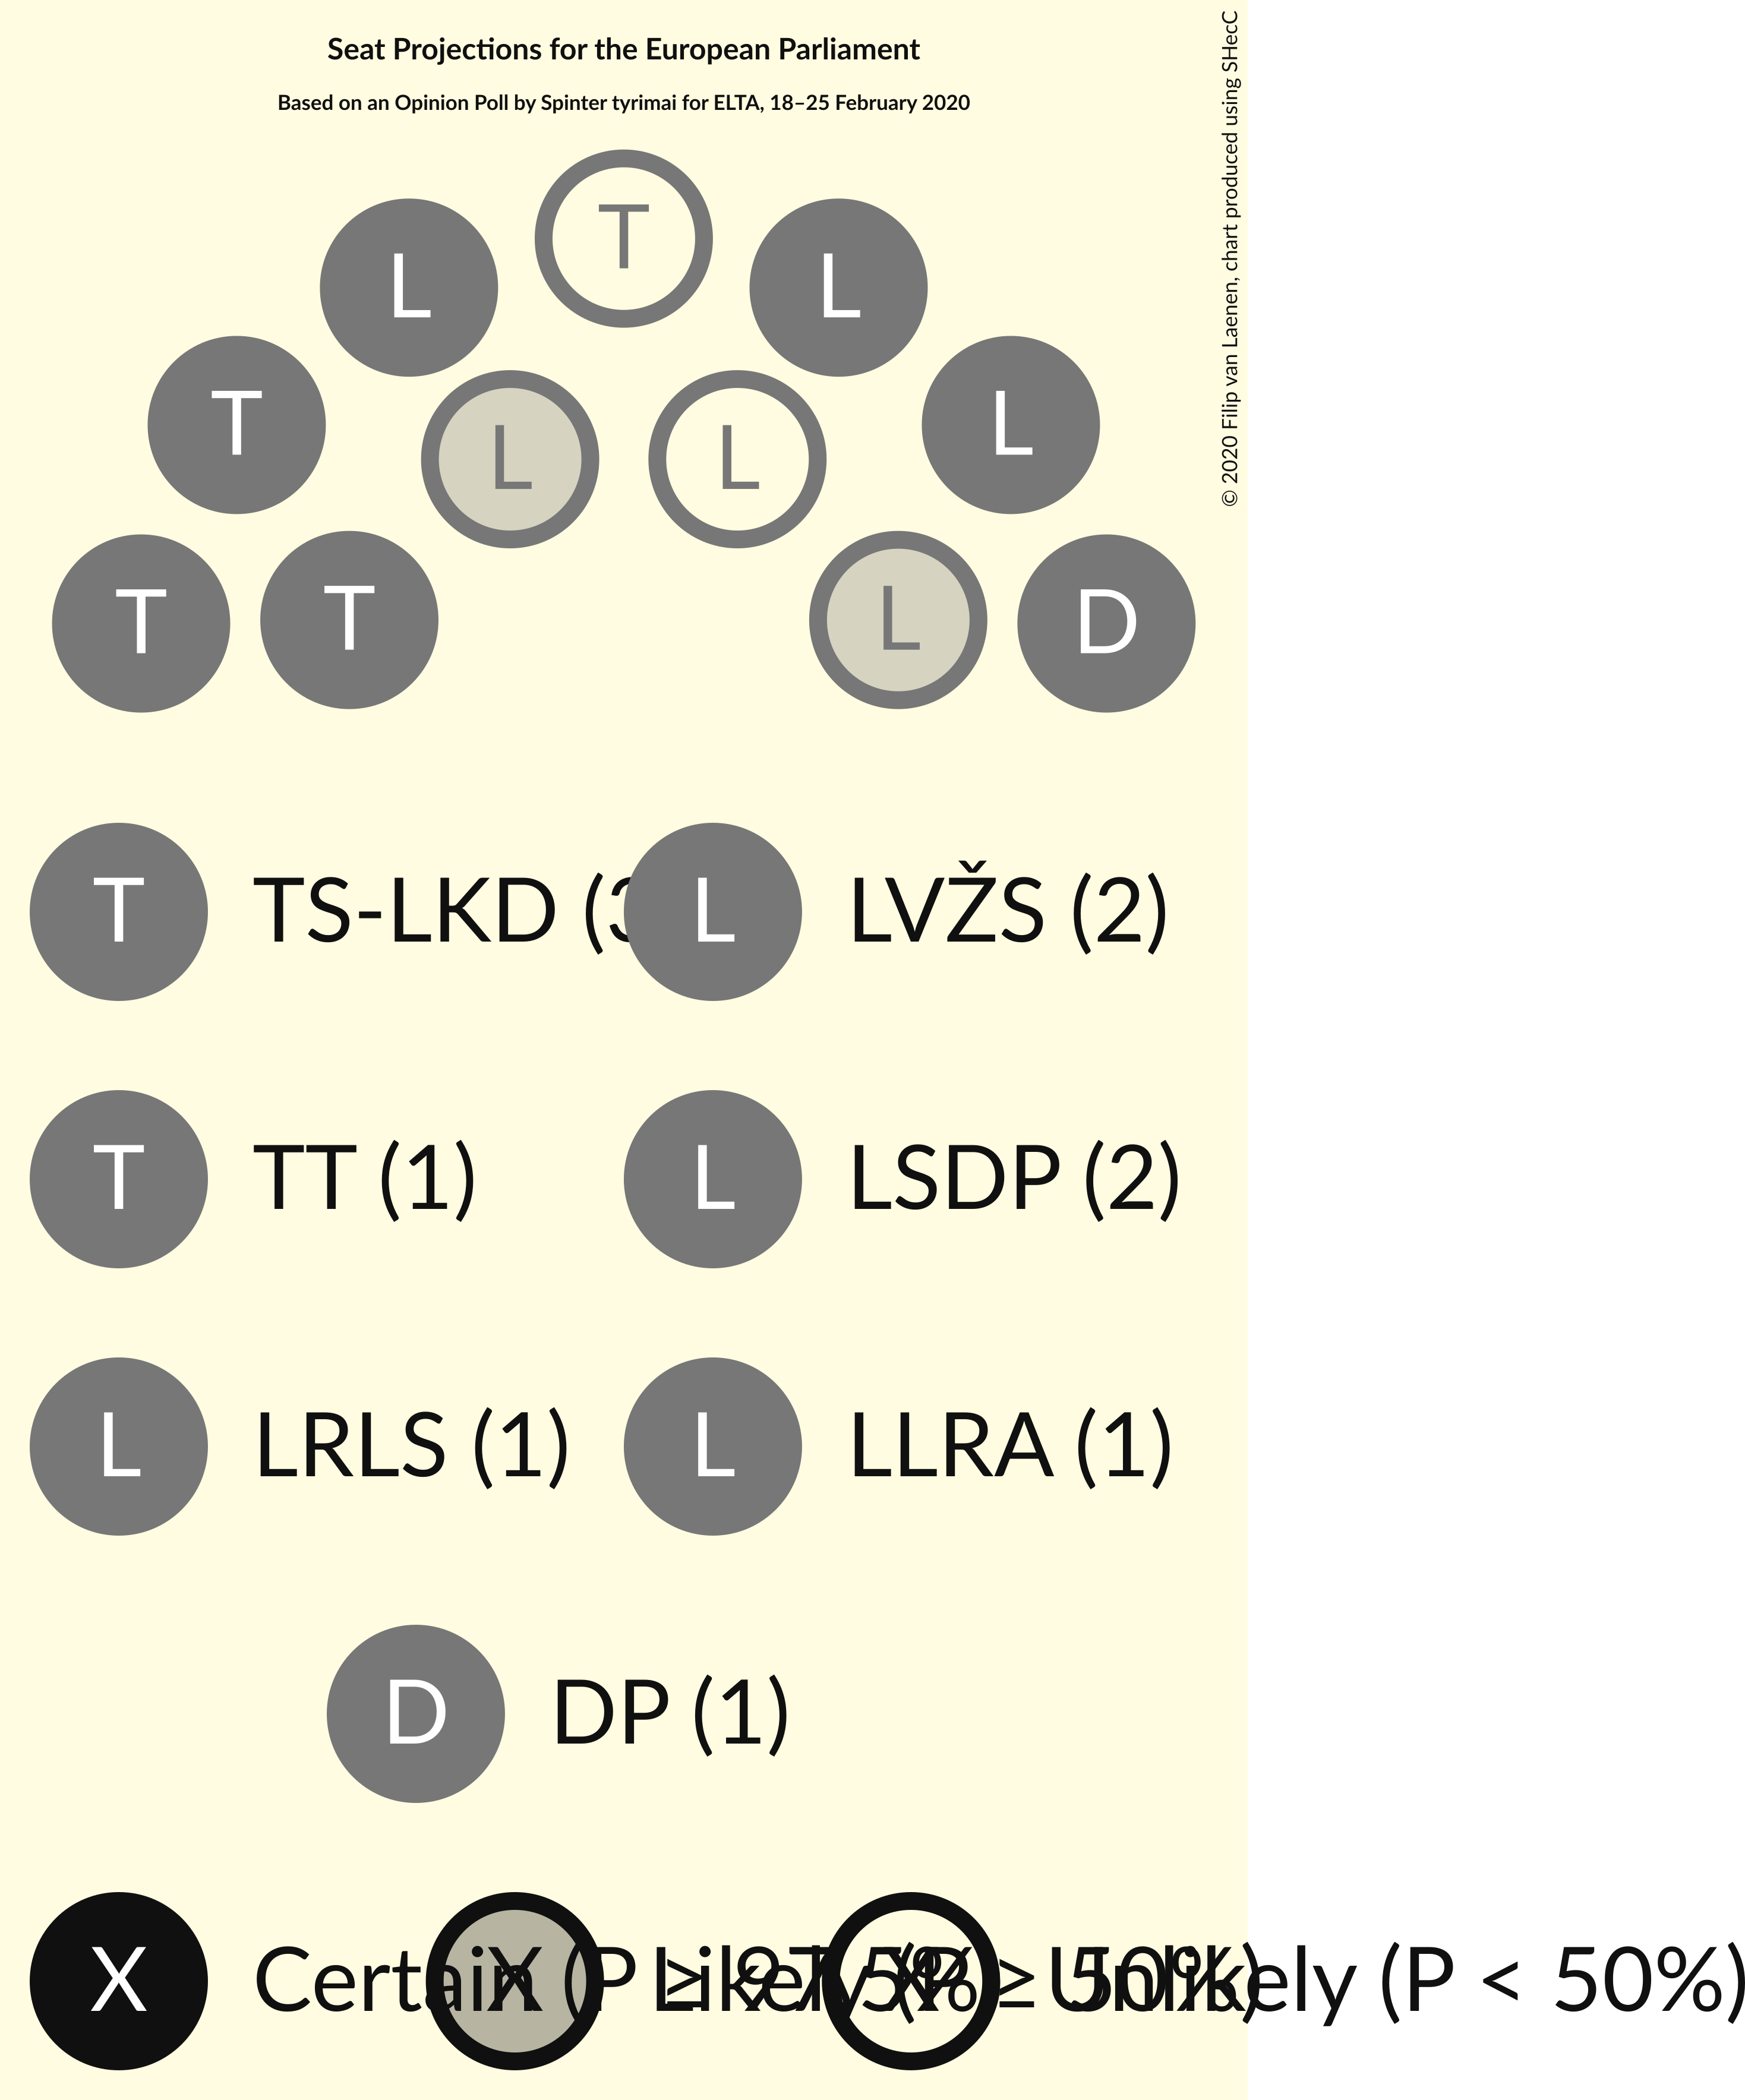 Seat Projections for the European Parliament
Based on an Opinion Poll by Spinter tyrimai for ELTA, 18–25 February 2020
© 2020 Filip van Laenen, chart produced using SHecC
T
L
L
T
L
L
L
T
T
L
D
T
T TS-LKD (3
L LVŽS (2)
T TT (1)
L LSDP (2)
L LRLS (1)
L LLRA (1)
D DP (1)
X Certain (P ≥ 97.5%)
X Likely (P ≥ 50%)
X Unlikely (P < 50%)